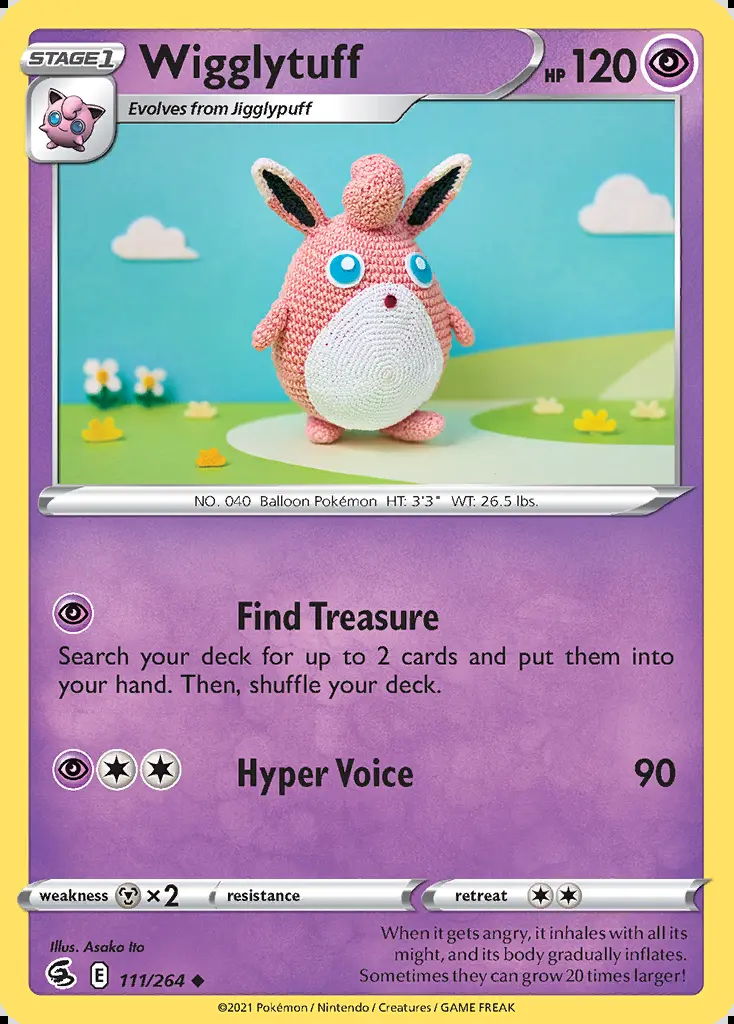 STAGE1
Wigglytuff
HP 120
Evolves from Jigglypuff
NO. 040 Balloon Pokémon HT: 3'3" WT: 26.5 lbs.
Find Treasure
Search your deck for up to 2 cards and put them into
your hand. Then, shuffle your deck.
Hyper Voice 90
weakness ×2 resistance retreat
Illus. Asako Ito
When it gets angry, it inhales with all its
might, and its body gradually inflates.
Sometimes they can grow 20 times larger!
E 111/264
©2021 Pokémon / Nintendo / Creatures / GAME FREAK